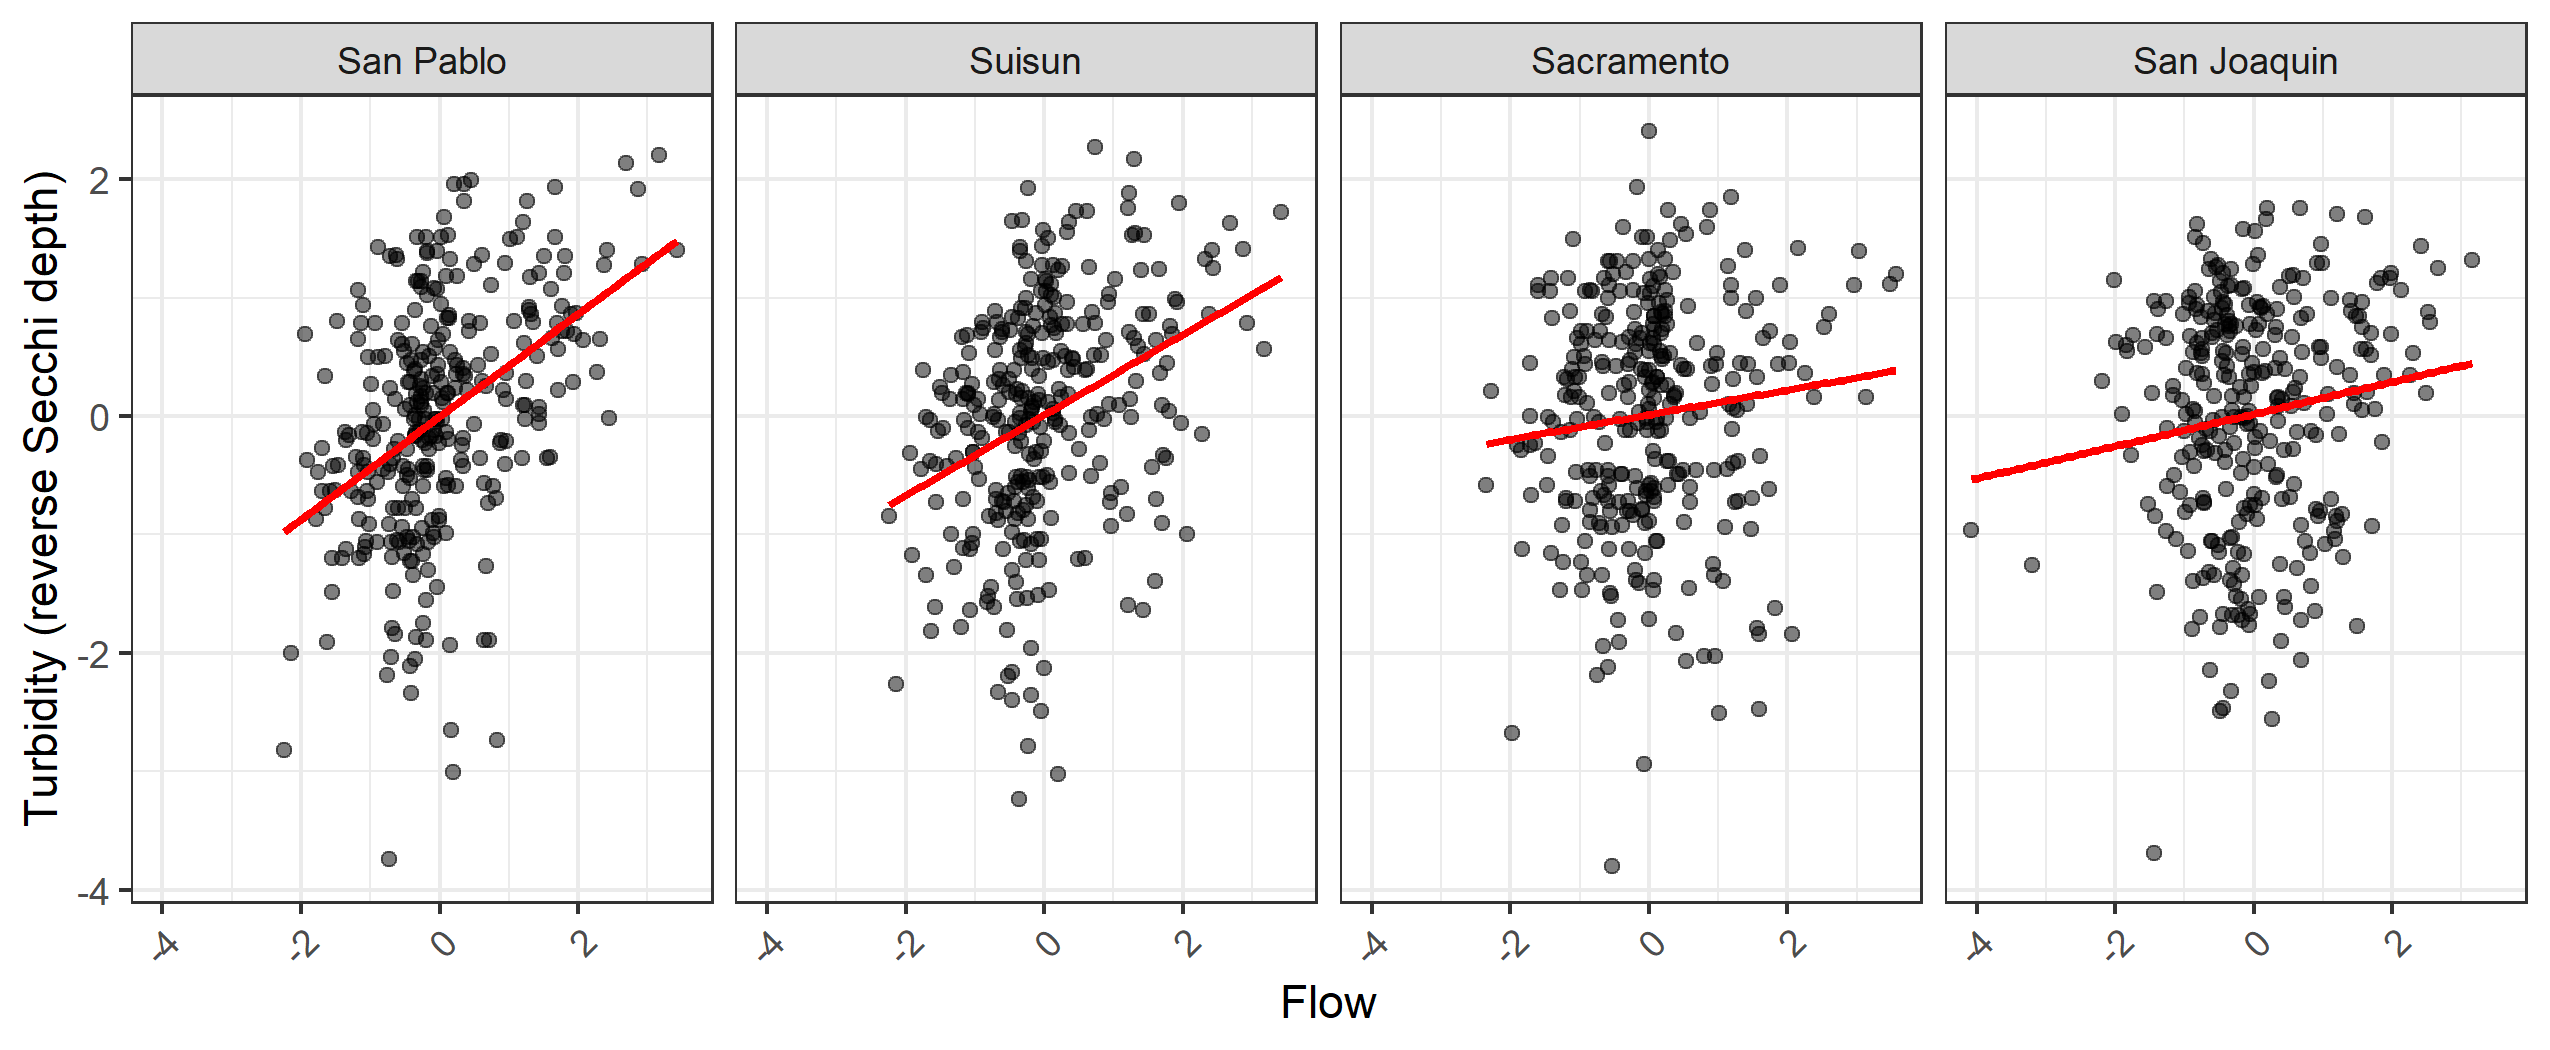 San Pablo Suisun Sacramento San Joaquin
Turbidity (reverse Secchi depth)
2
0
-2
-4
-4 -2 0 2 -4 -2 0 2 -4 -2 0 2 -4 -2 0 2
Flow